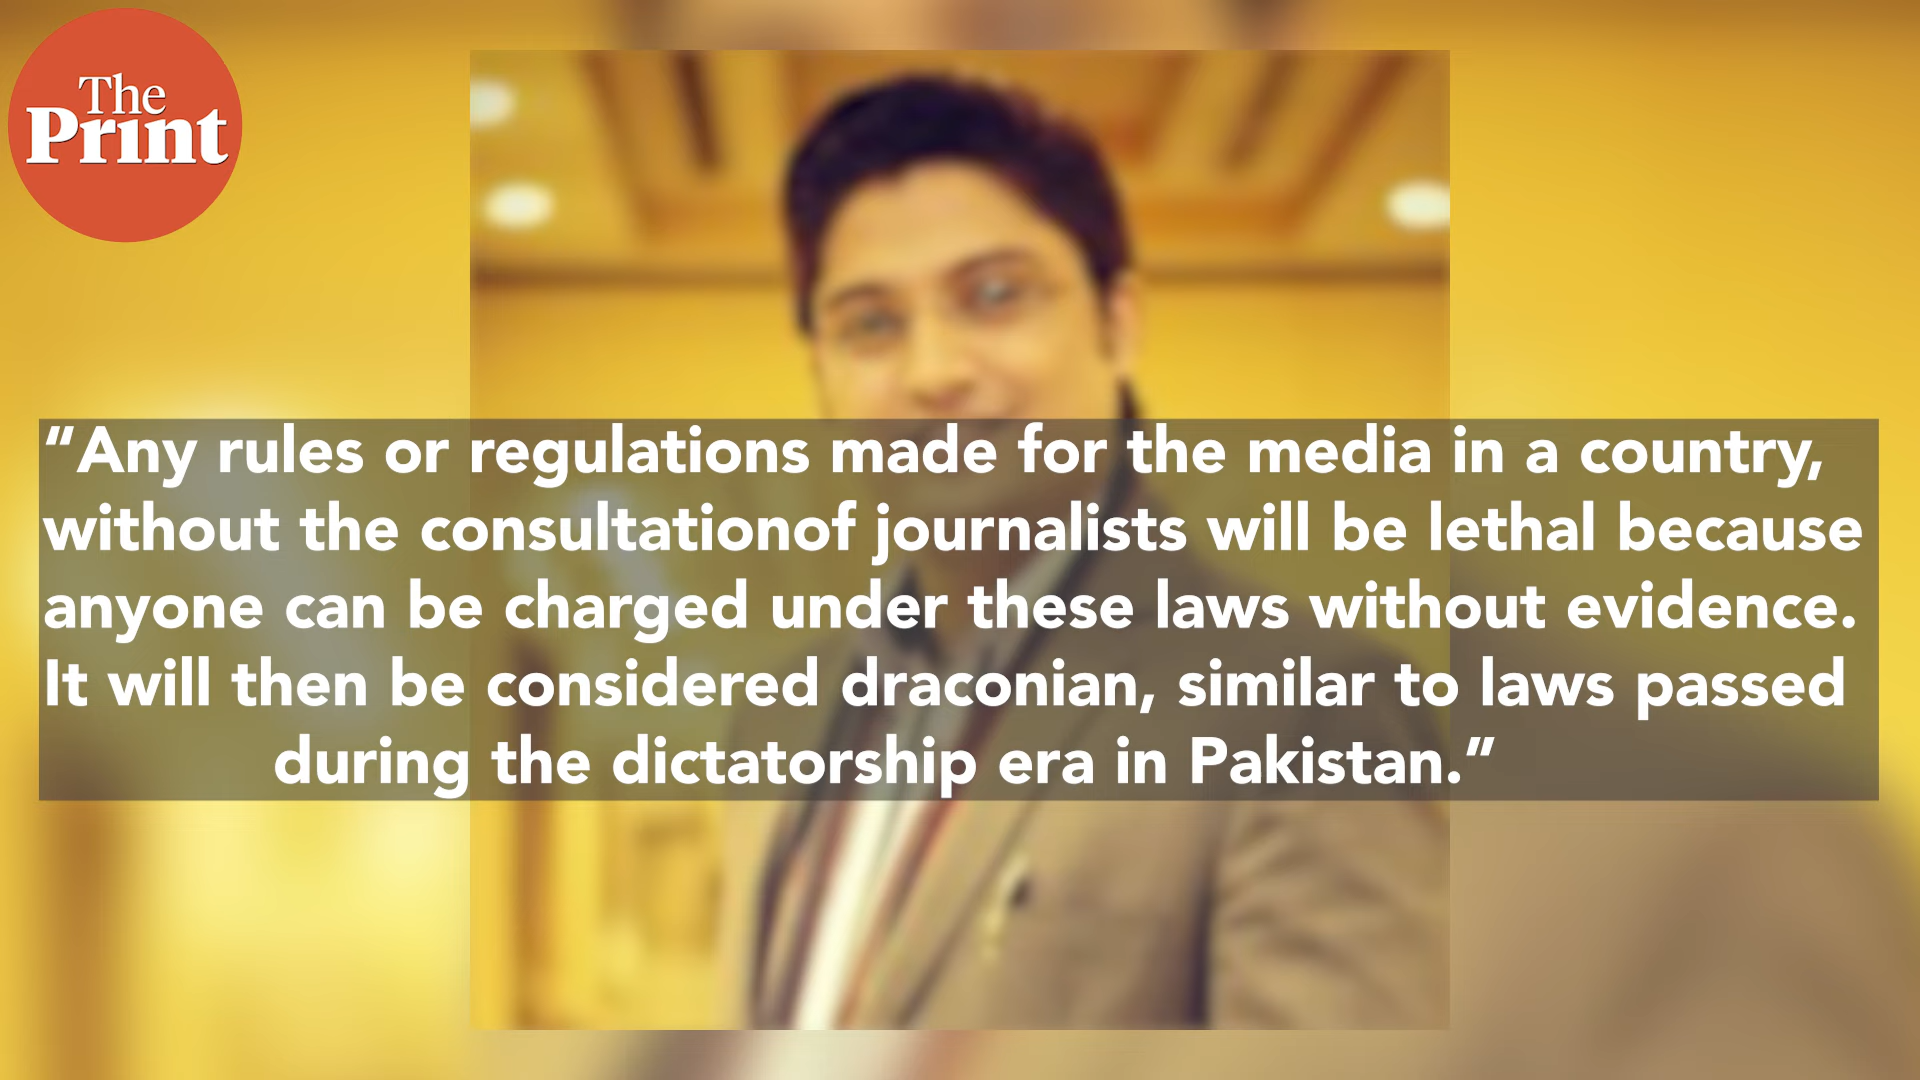 The
Print
“Any rules or regulations made for the media in a country,
without the consultationof journalists will be lethal because
anyone can be charged under these laws without evidence.
It will then be considered draconian, similar to laws passed
during the dictatorship era in Pakistan.”